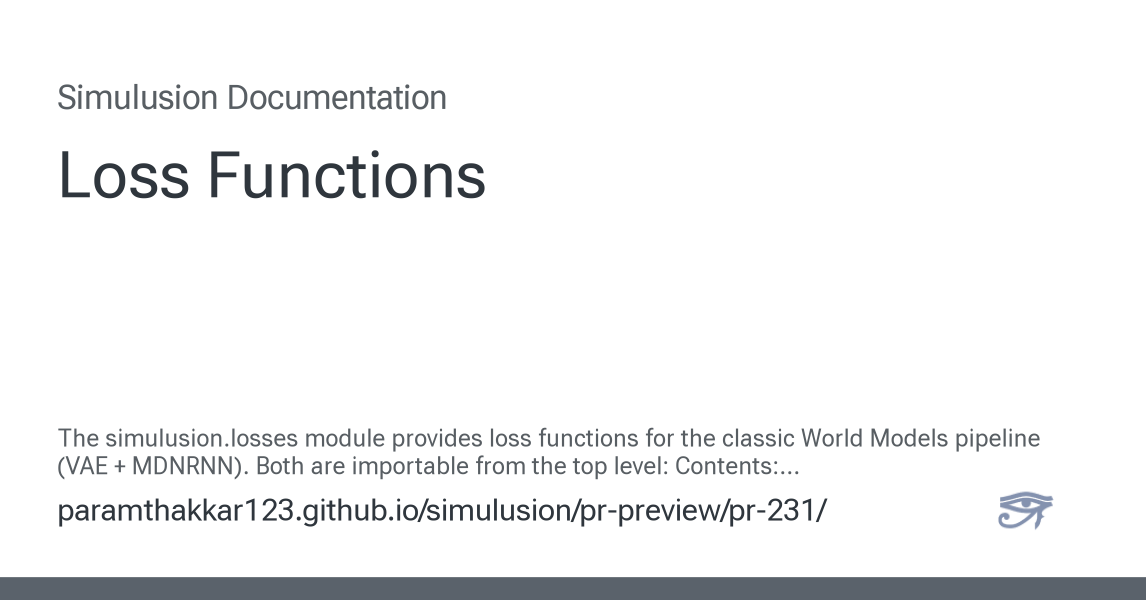 Simulusion Documentation
Loss Functions
The simulusion.losses module provides loss functions for the classic World Models pipeline
(VAE + MDNRNN). Both are importable from the top level: Contents:...
paramthakkar123.github.io/simulusion/pr-preview/pr-231/